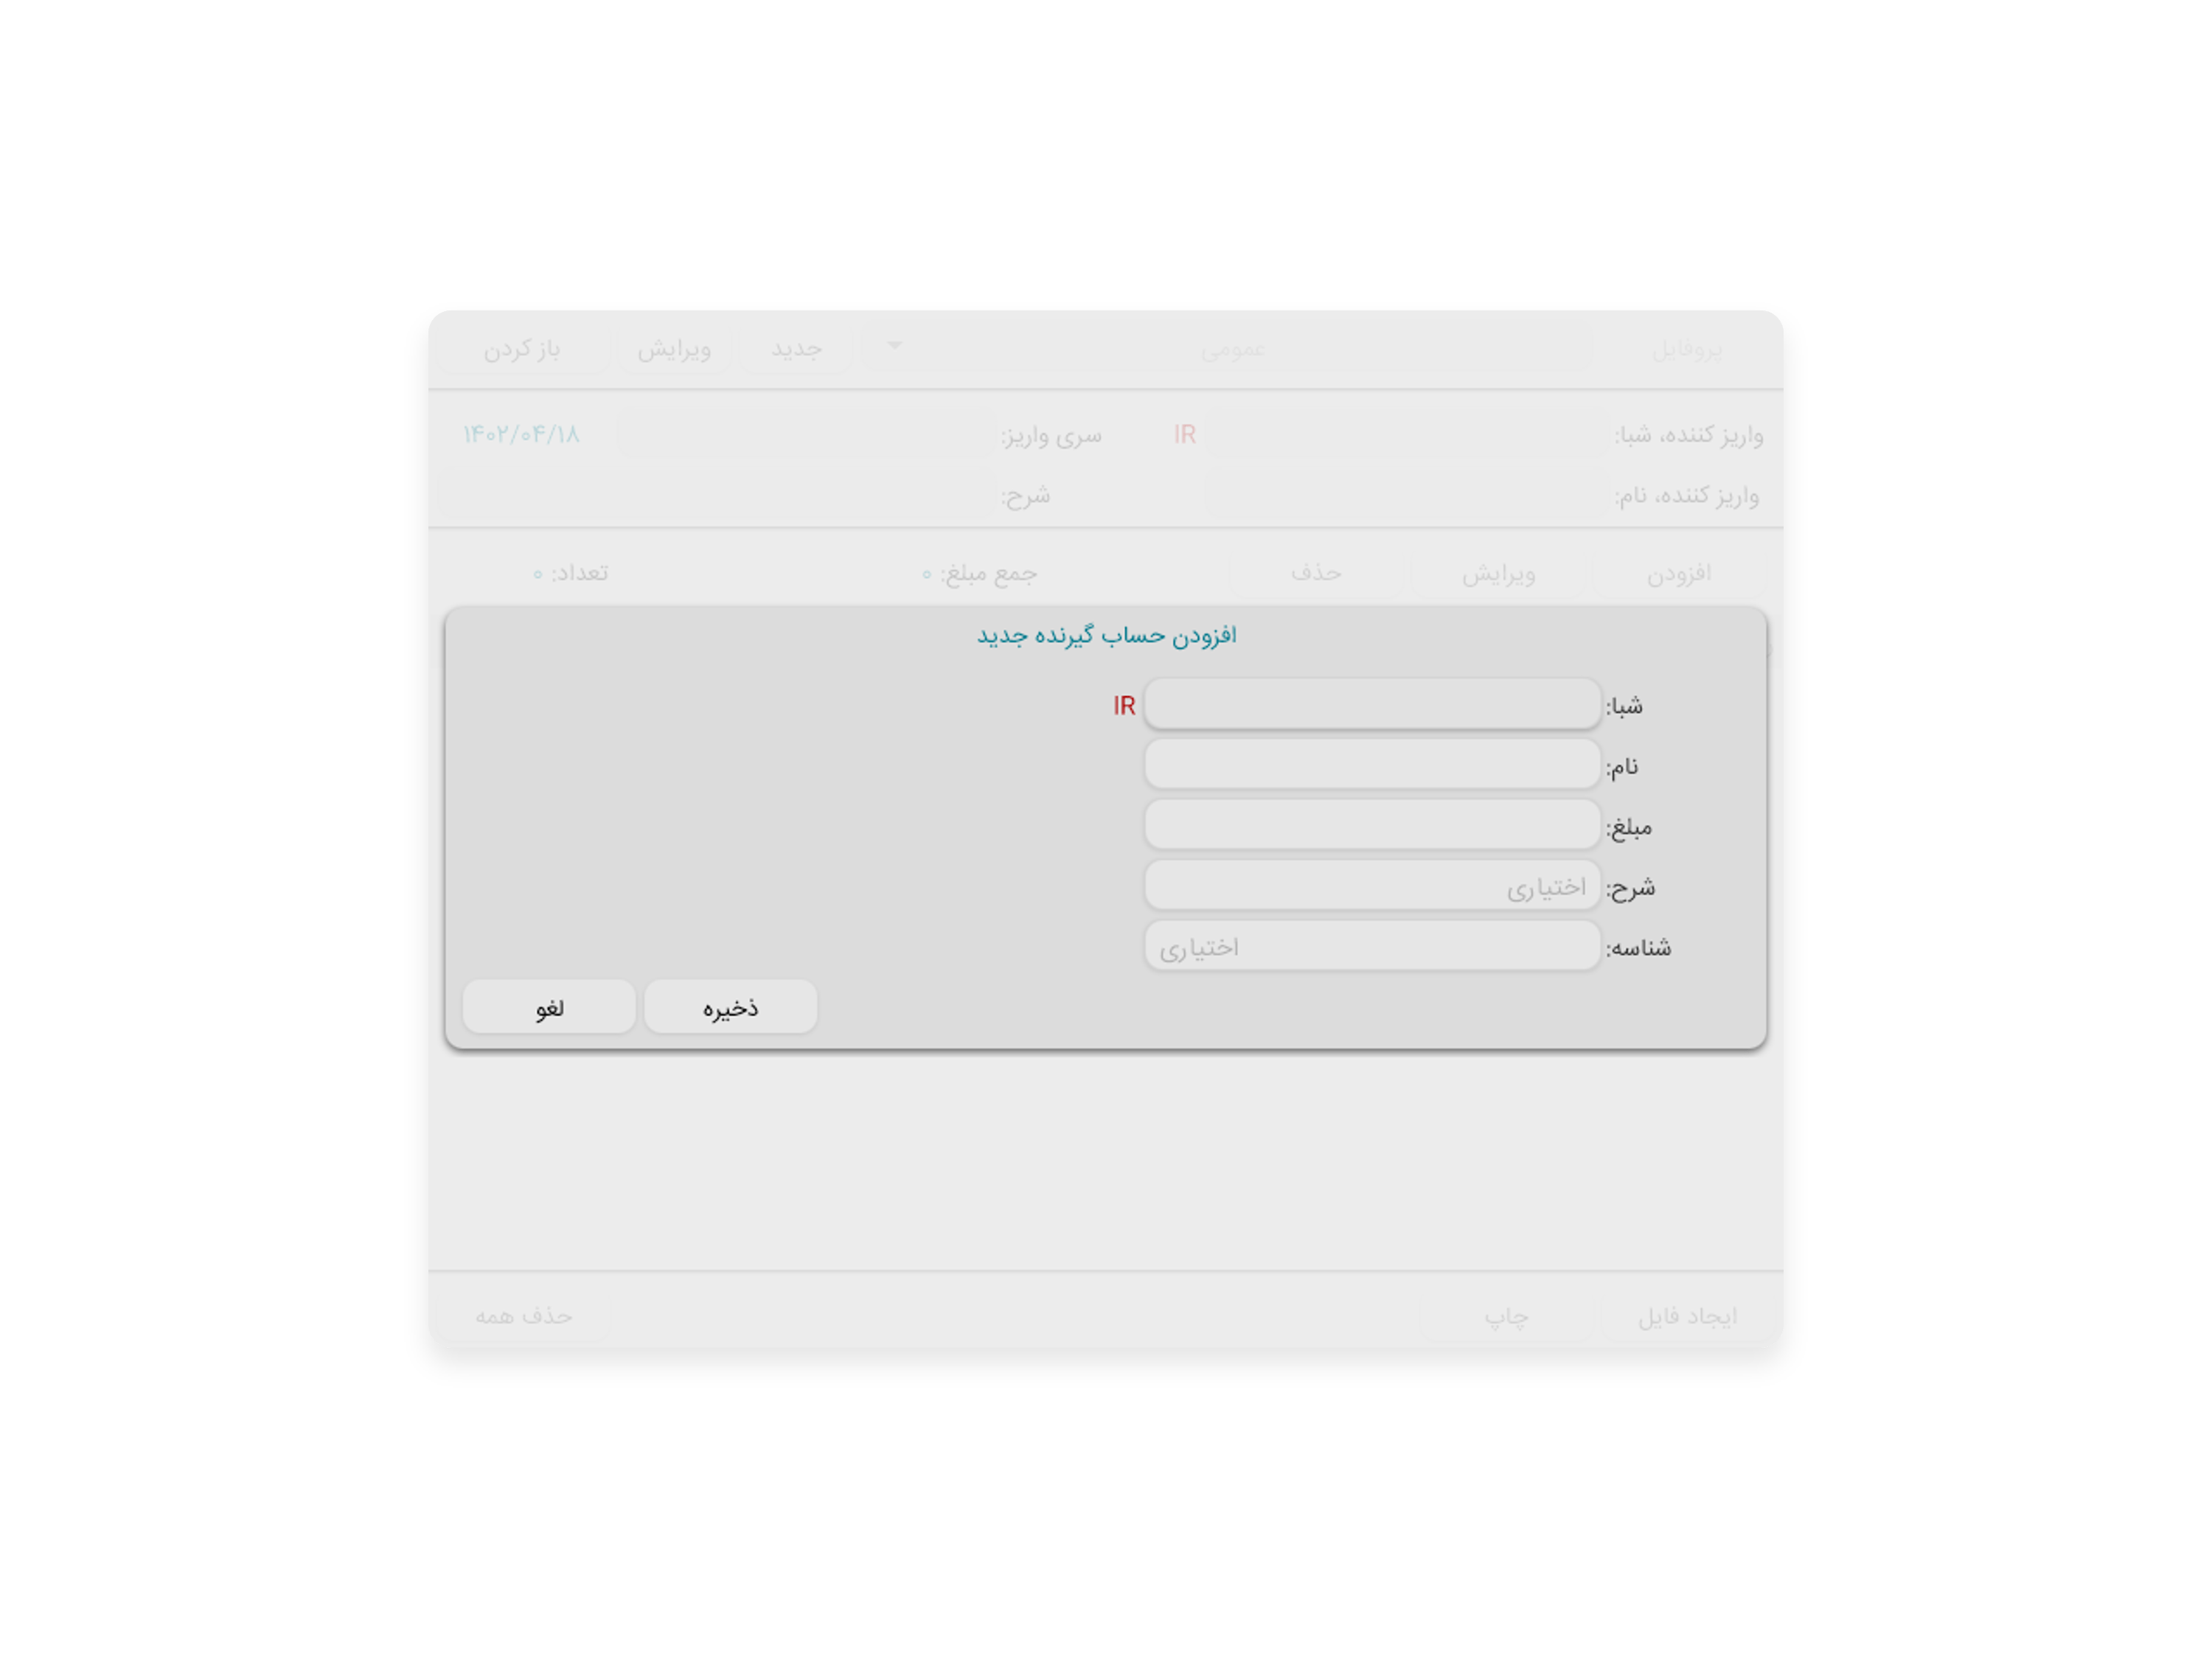 پروفایل عمومی جدید ویرایش باز کردن
واریز کننده، شبا: IR سری واریز: ۱۴۰۲/۰۴/۱۸
واریز کننده، نام: شرح:
افزودن ویرایش حذف جمع مبلغ: ۰ تعداد: ۰
افزودن حساب گیرنده جدید
شبا: IR
نام:
مبلغ:
شرح: اختیاری
شناسه: اختیاری
ذخیره لغو
ایجاد فایل چاپ حذف همه